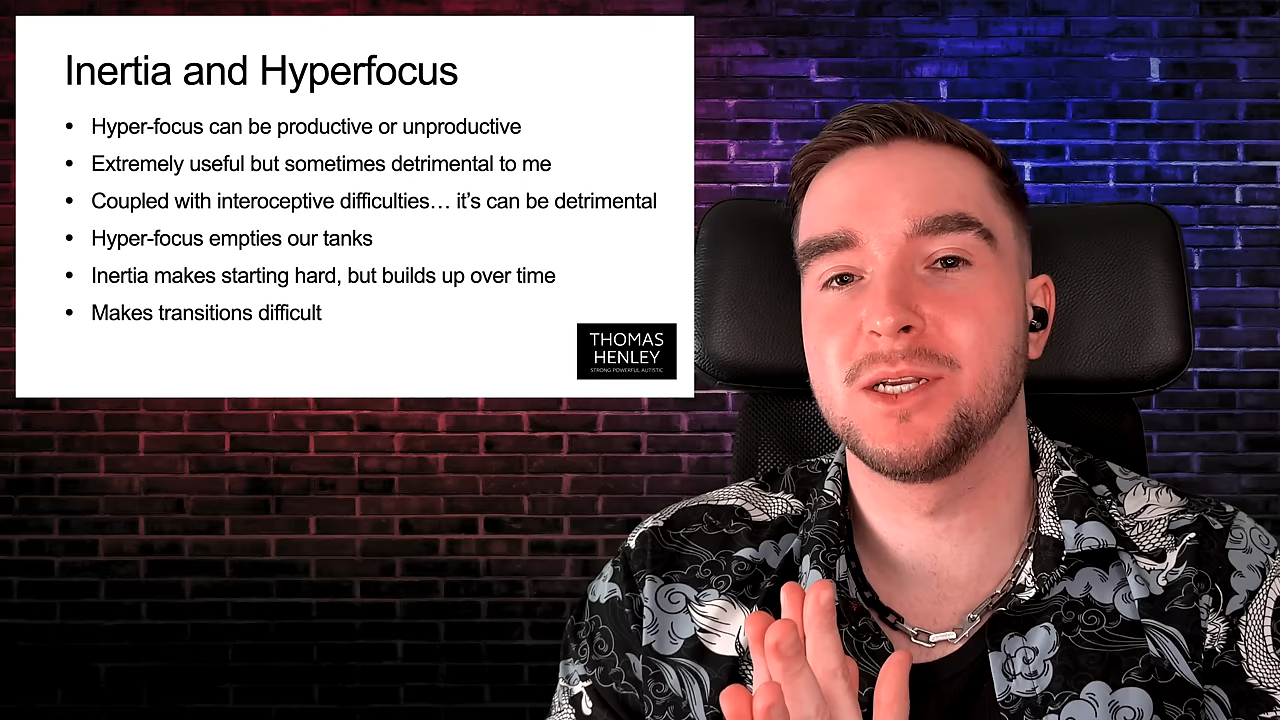 Inertia and Hyperfocus
• Hyper-focus can be productive or unproductive
• Extremely useful but sometimes detrimental to me
• Coupled with interoceptive difficulties… it’s can be detrimental
• Hyper-focus empties our tanks
• Inertia makes starting hard, but builds up over time
• Makes transitions difficult
THOMAS
HENLEY
STRONG POWERFUL AUTISTIC